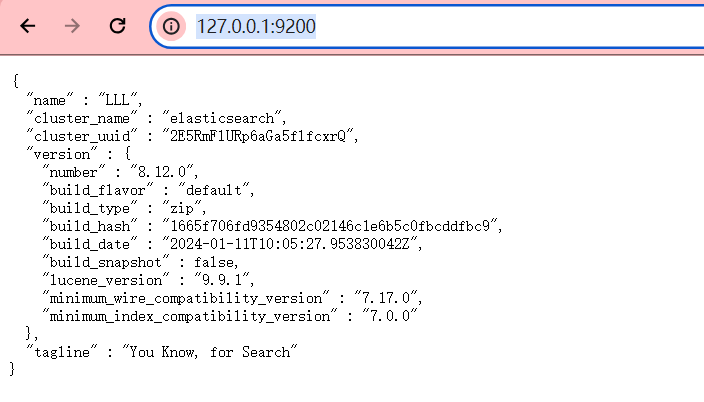 127.0.0.1:9200
{
  "name" : "LLL",
  "cluster_name" : "elasticsearch",
  "cluster_uuid" : "2E5RmF1URp6aGa5f1fcxrQ",
  "version" : {
    "number" : "8.12.0",
    "build_flavor" : "default",
    "build_type" : "zip",
    "build_hash" : "1665f706fd9354802c02146c1e6b5c0fbcddfbc9",
    "build_date" : "2024-01-11T10:05:27.953830042Z",
    "build_snapshot" : false,
    "lucene_version" : "9.9.1",
    "minimum_wire_compatibility_version" : "7.17.0",
    "minimum_index_compatibility_version" : "7.0.0"
  },
  "tagline" : "You Know, for Search"
}